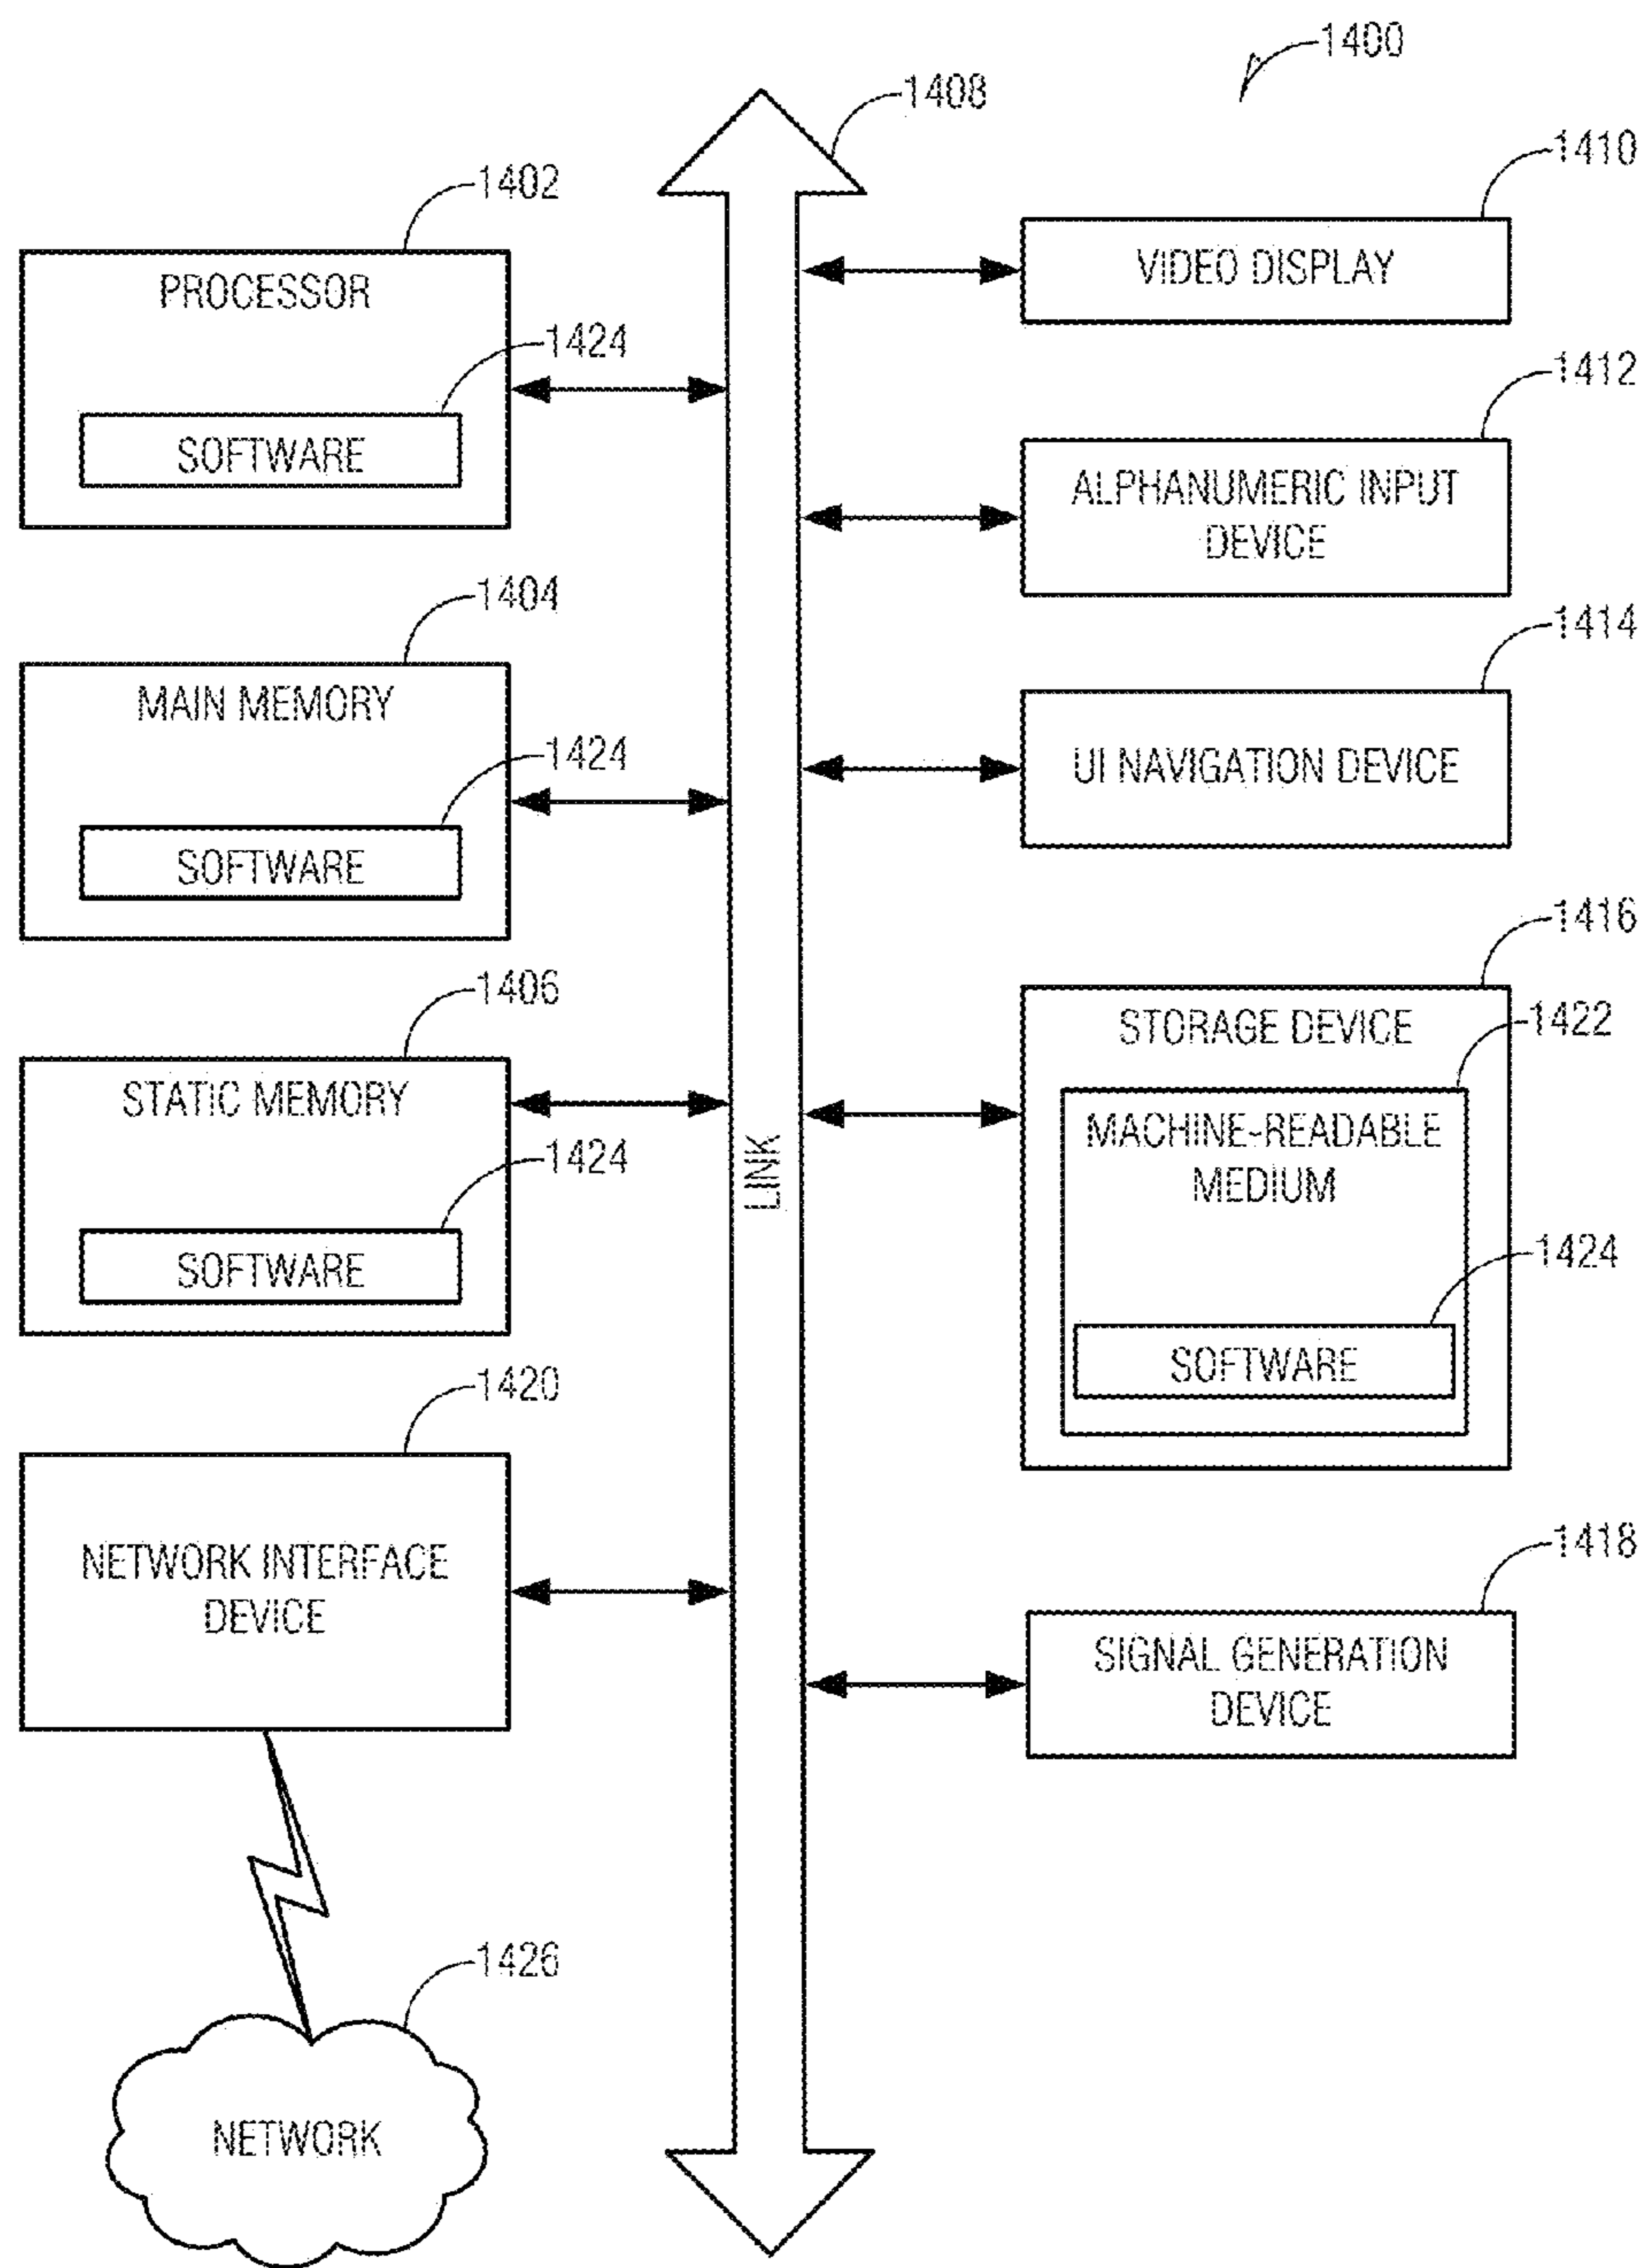 1400
1408
1402
PROCESSOR
1424
SOFTWARE
1404
MAIN MEMORY
1424
SOFTWARE
1406
STATIC MEMORY
1424
SOFTWARE
1420
NETWORK INTERFACE
DEVICE
1426
NETWORK
LINK
1410
VIDEO DISPLAY
1412
ALPHANUMERIC INPUT
DEVICE
1414
UI NAVIGATION DEVICE
1416
STORAGE DEVICE
1422
MACHINE-READABLE
MEDIUM
1424
SOFTWARE
1418
SIGNAL GENERATION
DEVICE